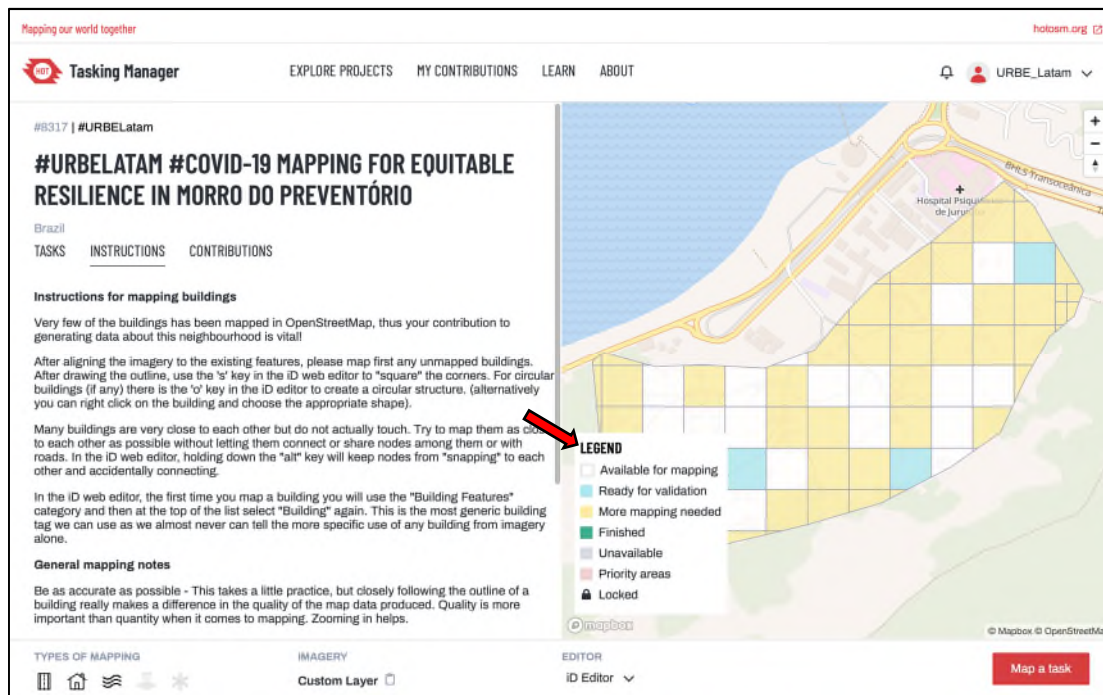 Mapping our world together
hotosm.org
HOT
Tasking Manager
EXPLORE PROJECTS
MY CONTRIBUTIONS
LEARN
ABOUT
URBE_Latam
#8317 | #URBELatam
#URBELATAM #COVID-19 MAPPING FOR EQUITABLE
RESILIENCE IN MORRO DO PREVENTÓRIO
Brazil
TASKS
INSTRUCTIONS
CONTRIBUTIONS
Instructions for mapping buildings
Very few of the buildings has been mapped in OpenStreetMap, thus your contribution to
generating data about this neighbourhood is vital!
After aligning the imagery to the existing features, please map first any unmapped buildings.
After drawing the outline, use the 's' key in the iD web editor to "square" the corners. For circular
buildings (if any) there is the 'o' key in the iD editor to create a circular structure. (alternatively
you can right click on the building and choose the appropriate shape).
Many buildings are very close to each other but do not actually touch. Try to map them as clos
to each other as possible without letting them connect or share nodes among them or with
roads. In the iD web editor, holding down the "alt" key will keep nodes from "snapping" to each
other and accidentally connecting.
In the iD web editor, the first time you map a building you will use the "Building Features"
category and then at the top of the list select "Building" again. This is the most generic building
tag we can use as we almost never can tell the more specific use of any building from imagery
alone.
General mapping notes
Be as accurate as possible - This takes a little practice, but closely following the outline of a
building really makes a difference in the quality of the map data produced. Quality is more
important than quantity when it comes to mapping. Zooming in helps.
BHLS Transoceânica
Hospital
de
LEGEND
Available for mapping
Ready for validation
More mapping needed
Finished
Unavailable
Priority areas
Locked
mapbox
© Mapbox © OpenStreetMa
TYPES OF MAPPING
IMAGERY
Custom Layer
EDITOR
iD Editor
Map a task